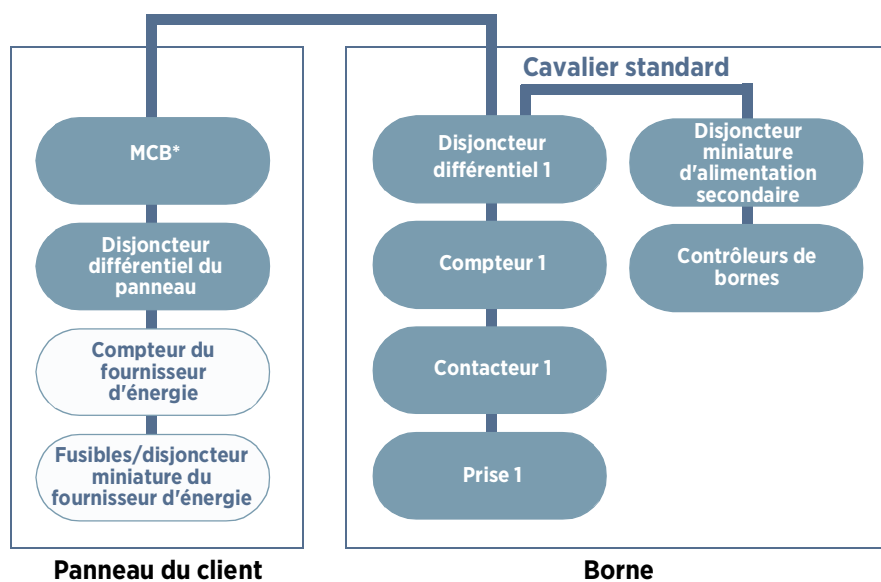 Cavalier standard
MCB*
Disjoncteur
différentiel du
panneau
Compteur du
fournisseur
d'énergie
Fusibles/disjoncteur
miniature du
fournisseur d'énergie
Panneau du client
Disjoncteur
différentiel 1
Compteur 1
Contacteur 1
Prise 1
Disjoncteur
miniature
d'alimentation
secondaire
Contrôleurs de
bornes
Borne